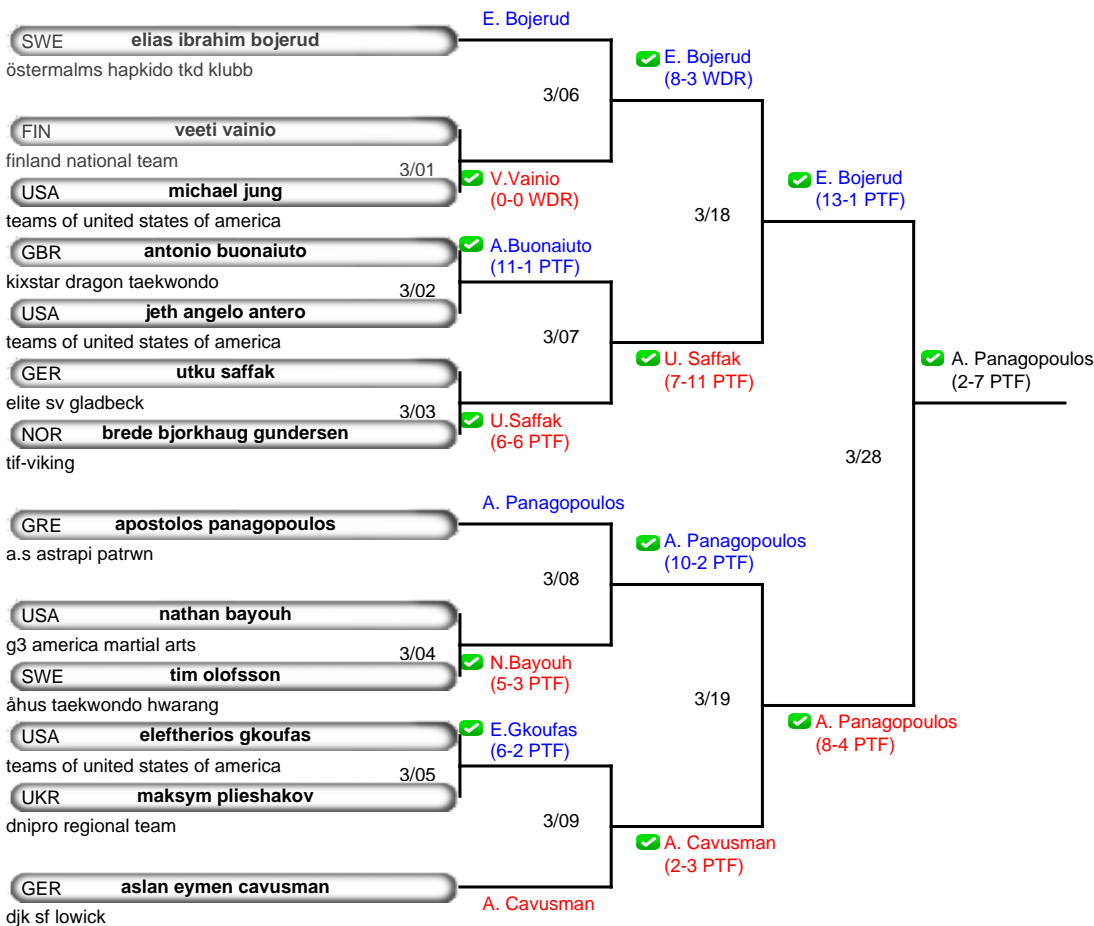 E. Bojerud
SWE elias ibrahim bojerud
östermalms hapkido tkd klubb
E. Bojerud
(8-3 WDR)
3/06
FIN veeti vainio
finland national team
3/01
V.Vainio
(0-0 WDR)
USA michael jung
teams of united states of america
E. Bojerud
(13-1 PTF)
3/18
GBR antonio buonaiuto
kixstar dragon taekwondo
A.Buonaiuto
(11-1 PTF)
3/02
USA jeth angelo antero
teams of united states of america
3/07
U. Saffak
(7-11 PTF)
GER utku saffak
elite sv gladbeck
3/03
U.Saffak
(6-6 PTF)
NOR brede bjorkhaug gundersen
tif-viking
A. Panagopoulos
(2-7 PTF)
3/28
A. Panagopoulos
GRE apostolos panagopoulos
a.s astrapi patrwn
A. Panagopoulos
(10-2 PTF)
3/08
USA nathan bayouh
g3 america martial arts
3/04
N.Bayouh
(5-3 PTF)
SWE tim olofsson
åhus taekwondo hwarang
3/19
A. Panagopoulos
(8-4 PTF)
USA eleftherios gkoufas
teams of united states of america
E.Gkoufas
(6-2 PTF)
3/05
UKR maksym plieshakov
dnipro regional team
3/09
A. Cavusman
(2-3 PTF)
GER aslan eymen cavusman
djk sf lowick
A. Cavusman